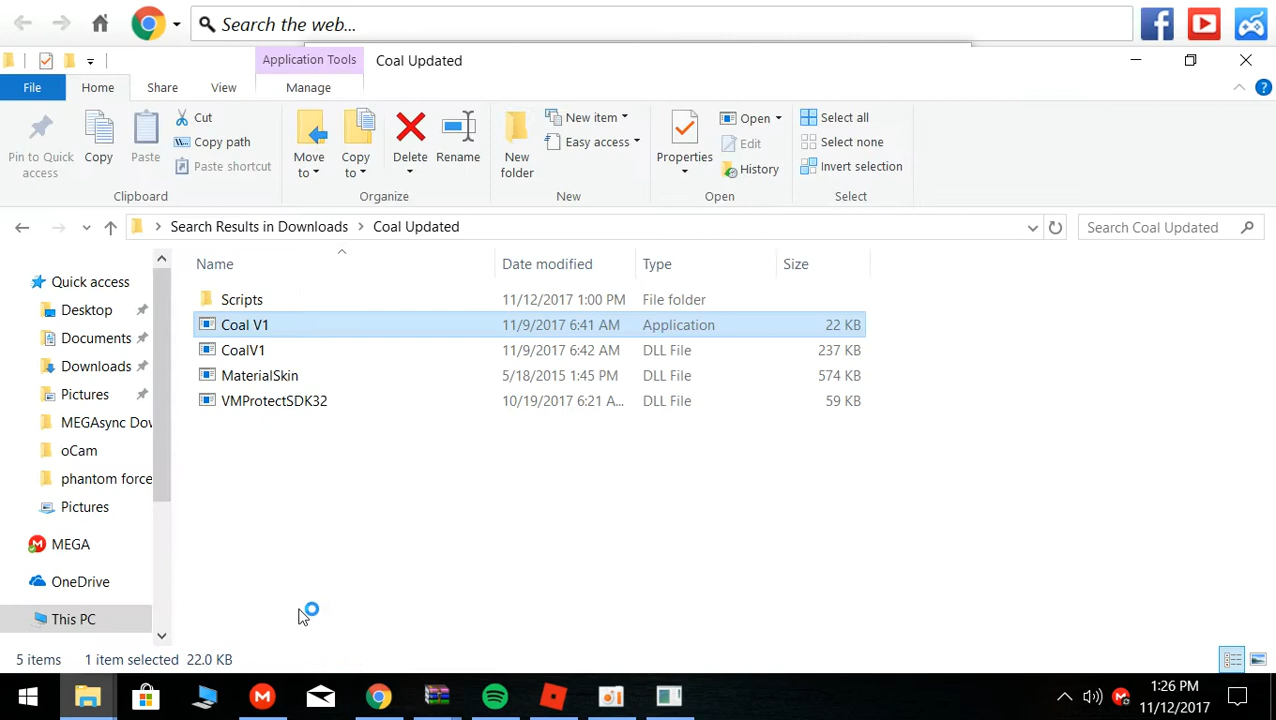 Search the web...
Application Tools
Coal Updated
File
Home
Share
View
Manage
Pin to Quick access
Copy
Paste
Cut
Copy path
Paste shortcut
Move to
Copy to
Delete
Rename
New folder
New item
Easy access
Properties
Open
Edit
History
Select all
Select none
Invert selection
Clipboard
Organize
New
Open
Select
Search Results in Downloads > Coal Updated
Search Coal Updated
Name
Date modified
Type
Size
Quick access
Desktop
Documents
Downloads
Pictures
MEGAsync Dov
oCam
phantom force
Pictures
MEGA
OneDrive
This PC
Scripts 11/12/2017 1:00 PM File folder
Coal V1 11/9/2017 6:41 AM Application 22 KB
CoalV1 11/9/2017 6:42 AM DLL File 237 KB
MaterialSkin 5/18/2015 1:45 PM DLL File 574 KB
VMProtectSDK32 10/19/2017 6:21 A... DLL File 59 KB
5 items 1 item selected 22.0 KB
1:26 PM
11/12/2017